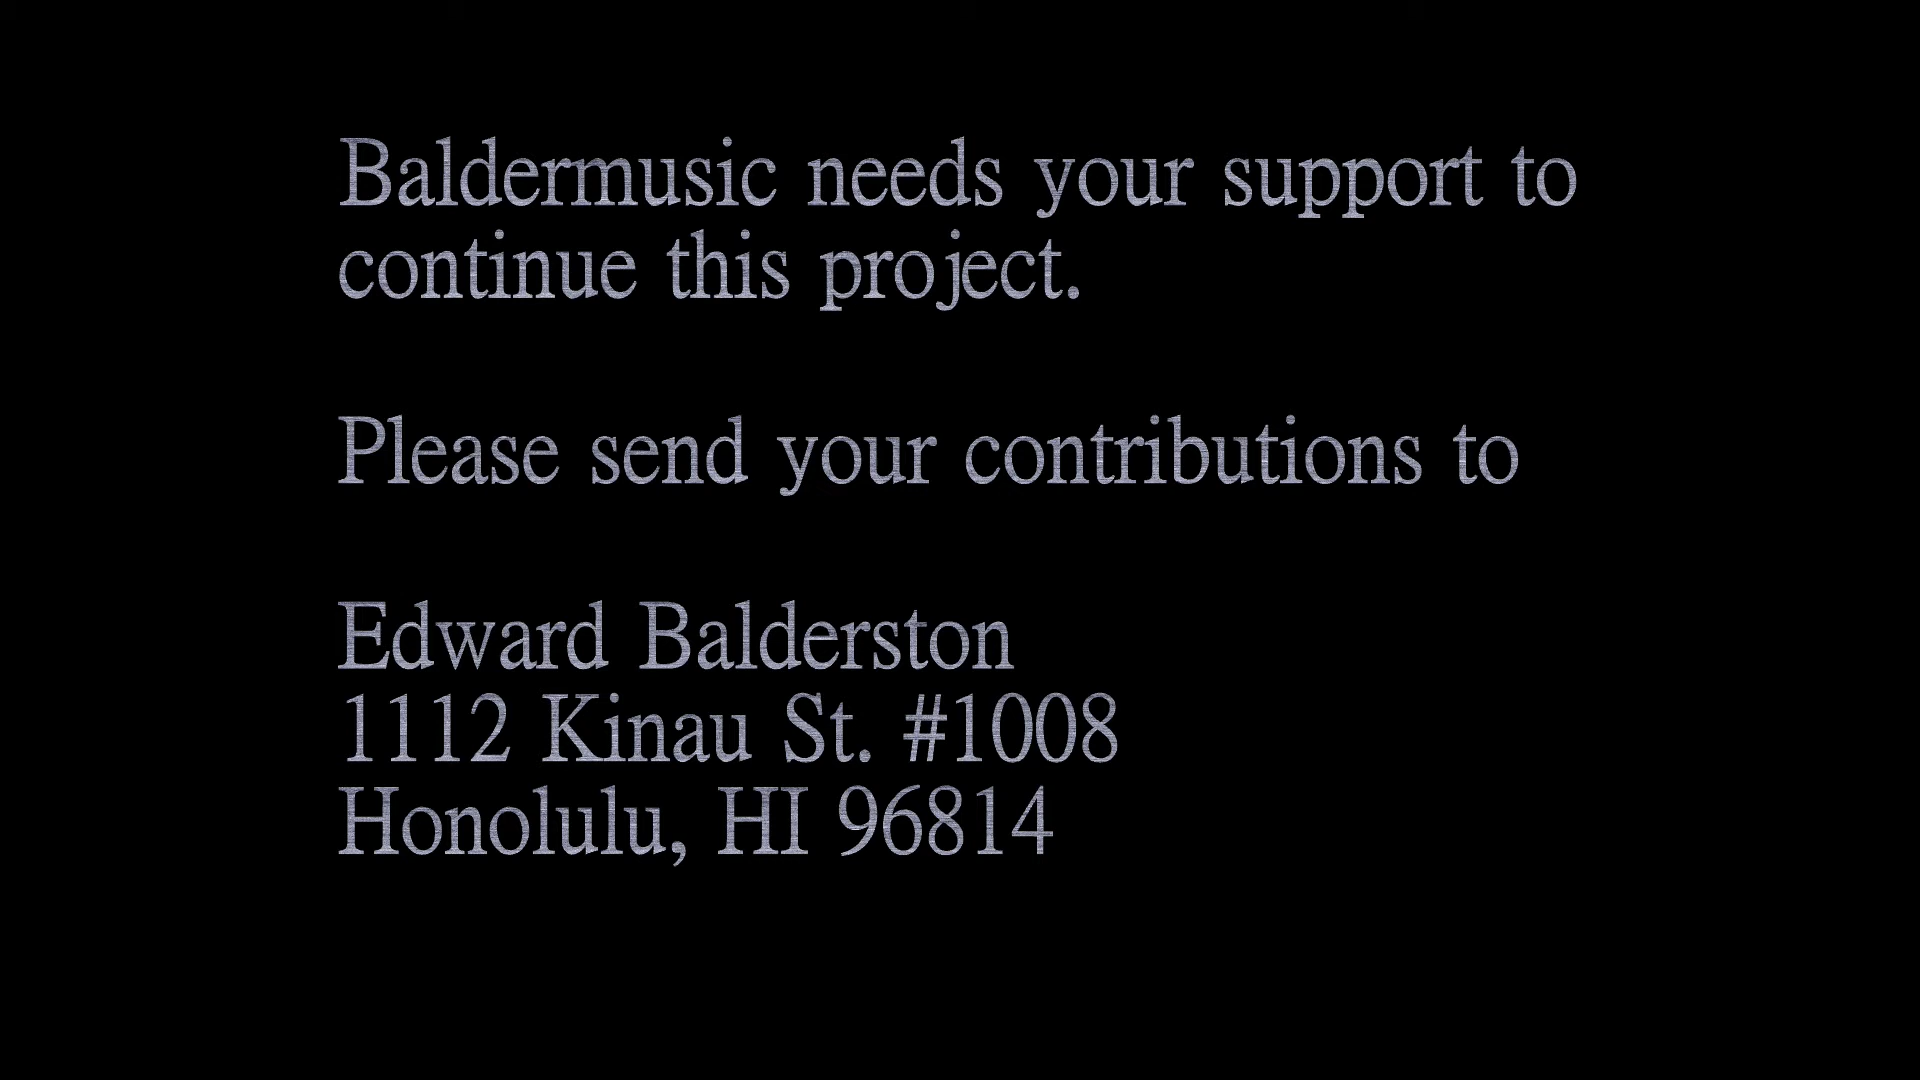 Baldermusic needs your support to
continue this project.
Please send your contributions to
Edward Balderston
1112 Kinau St. #1008
Honolulu, HI 96814